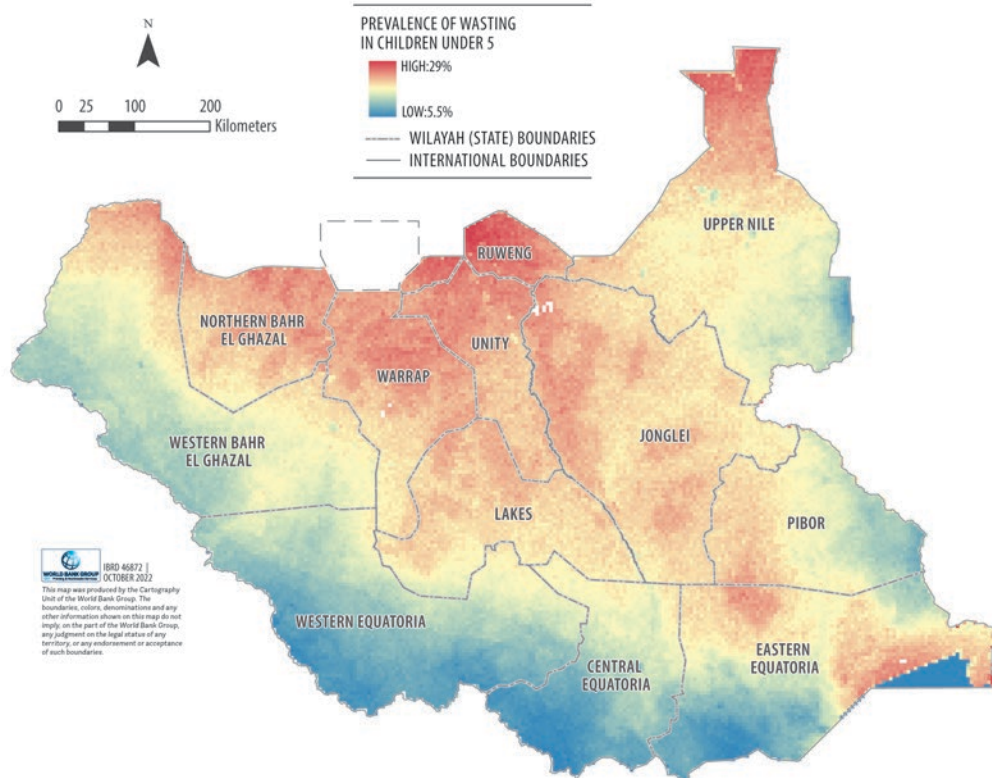 N
0 25 100 200
Kilometers
PREVALENCE OF WASTING
IN CHILDREN UNDER 5
HIGH:29%
LOW:5.5%
WILAYAH (STATE) BOUNDARIES
INTERNATIONAL BOUNDARIES
UPPER NILE
RUWENG
NORTHERN BAHR
EL GHAZAL
UNITY
WARRAP
JONGLEI
WESTERN BAHR
EL GHAZAL
LAKES
PIBOR
WESTERN EQUATORIA
CENTRAL
EQUATORIA
EASTERN
EQUATORIA
WORLD BANK GROUP
IBRD 46872 |
OCTOBER 2022
This map was produced by the Cartography
Unit of the World Bank Group. The
boundaries, colors, denominations and any
other information shown on this map do not
imply, on the part of the World Bank Group,
any judgment on the legal status of any
territory, or any endorsement or acceptance
of such boundaries.